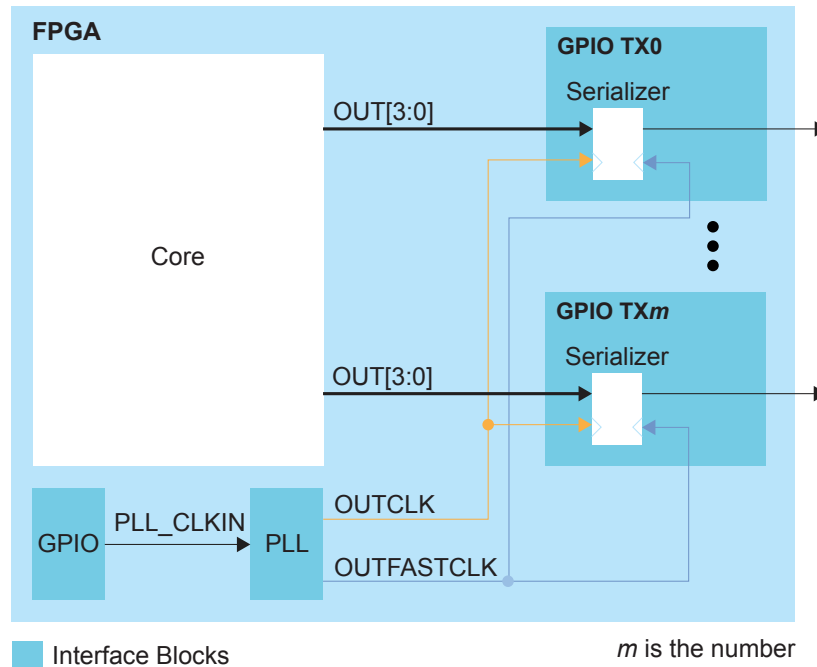 FPGA
GPIO TX0
Serializer
OUT[3:0]
Core
GPIO TXm
Serializer
OUT[3:0]
OUTCLK
PLL_CLKIN
GPIO
PLL
OUTFASTCLK
Interface Blocks
m is the number